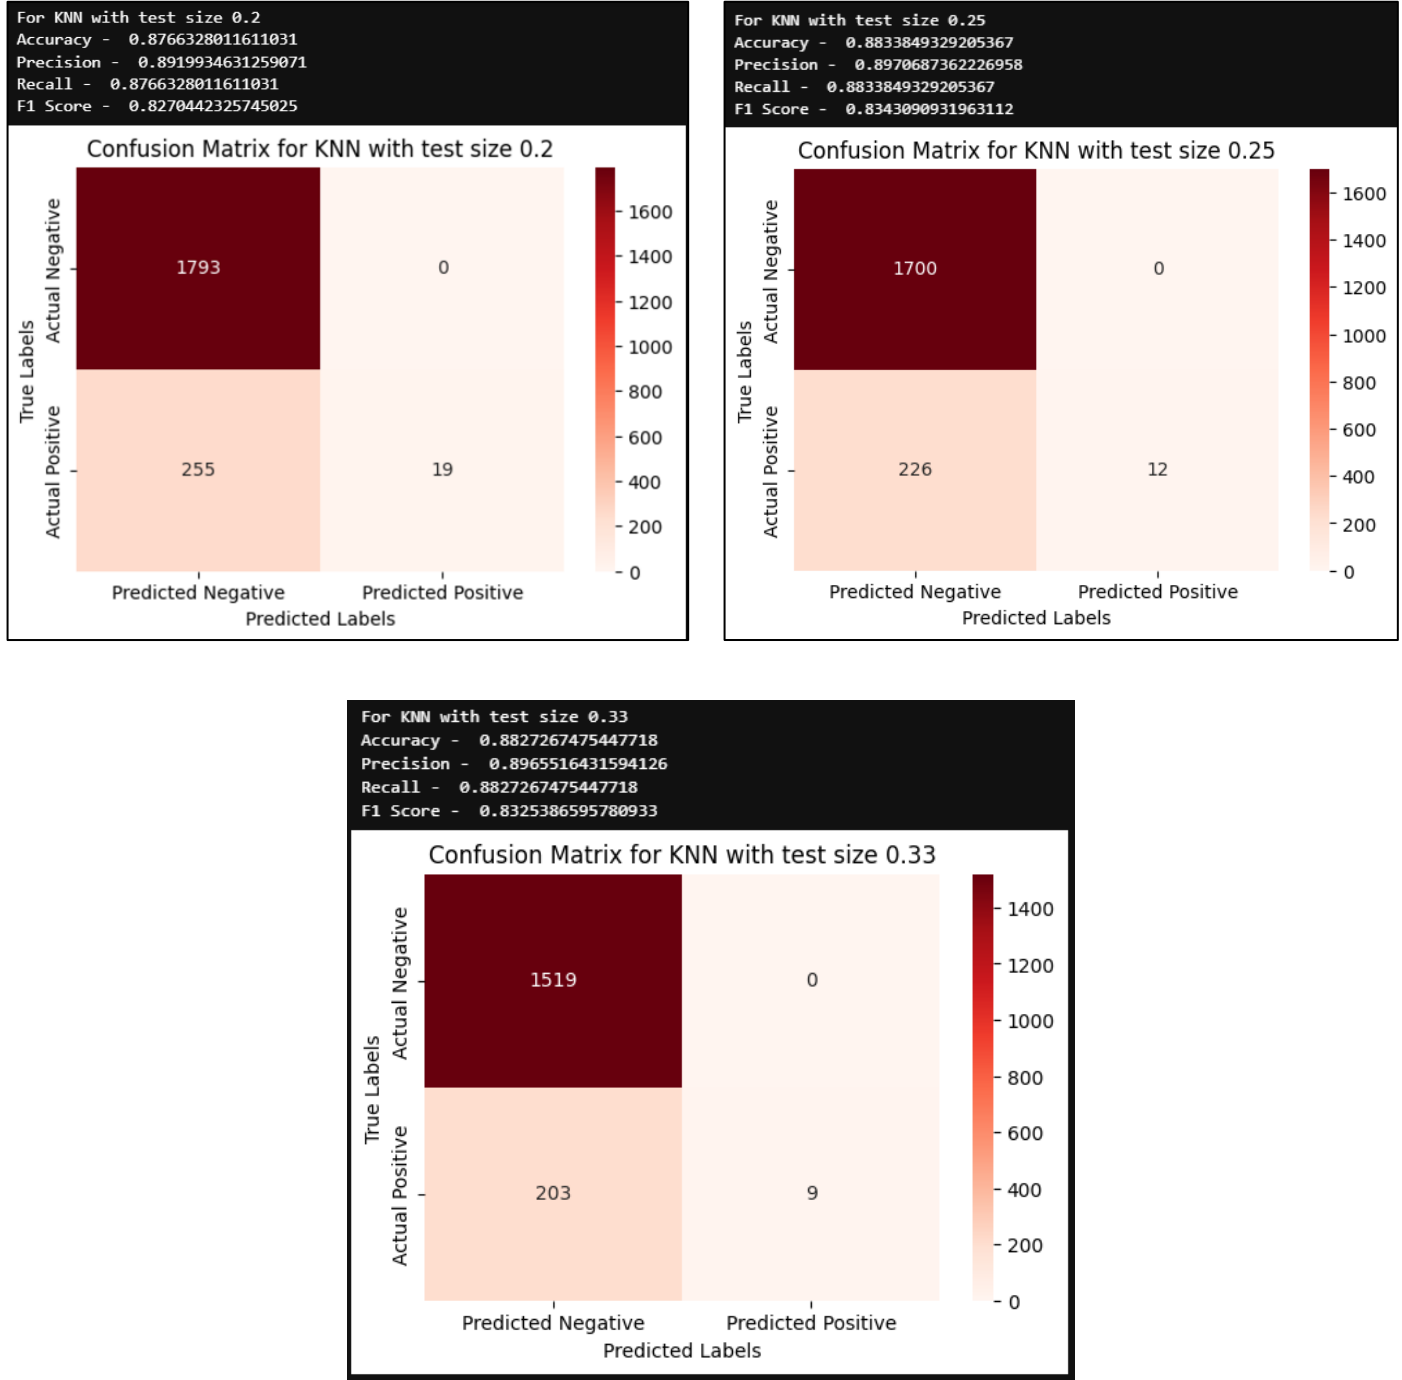 For KNN with test size 0.2
Accuracy -  0.8766328011611031
Precision -  0.8919934631259071
Recall -  0.8766328011611031
F1 Score -  0.8270442325745025
Confusion Matrix for KNN with test size 0.2
True Labels
Actual Negative
Actual Positive
1793
0
255
19
1600
1400
1200
1000
800
600
400
200
0
Predicted Negative
Predicted Positive
Predicted Labels
For KNN with test size 0.25
Accuracy -  0.8833849329205367
Precision -  0.8970687362226958
Recall -  0.8833849329205367
F1 Score -  0.8343090931963112
Confusion Matrix for KNN with test size 0.25
True Labels
Actual Negative
Actual Positive
1700
0
226
12
1600
1400
1200
1000
800
600
400
200
0
Predicted Negative
Predicted Positive
Predicted Labels
For KNN with test size 0.33
Accuracy -  0.8827267475447718
Precision -  0.8965516431594126
Recall -  0.8827267475447718
F1 Score -  0.8325386595780933
Confusion Matrix for KNN with test size 0.33
True Labels
Actual Negative
Actual Positive
1519
0
203
9
1400
1200
1000
800
600
400
200
0
Predicted Negative
Predicted Positive
Predicted Labels